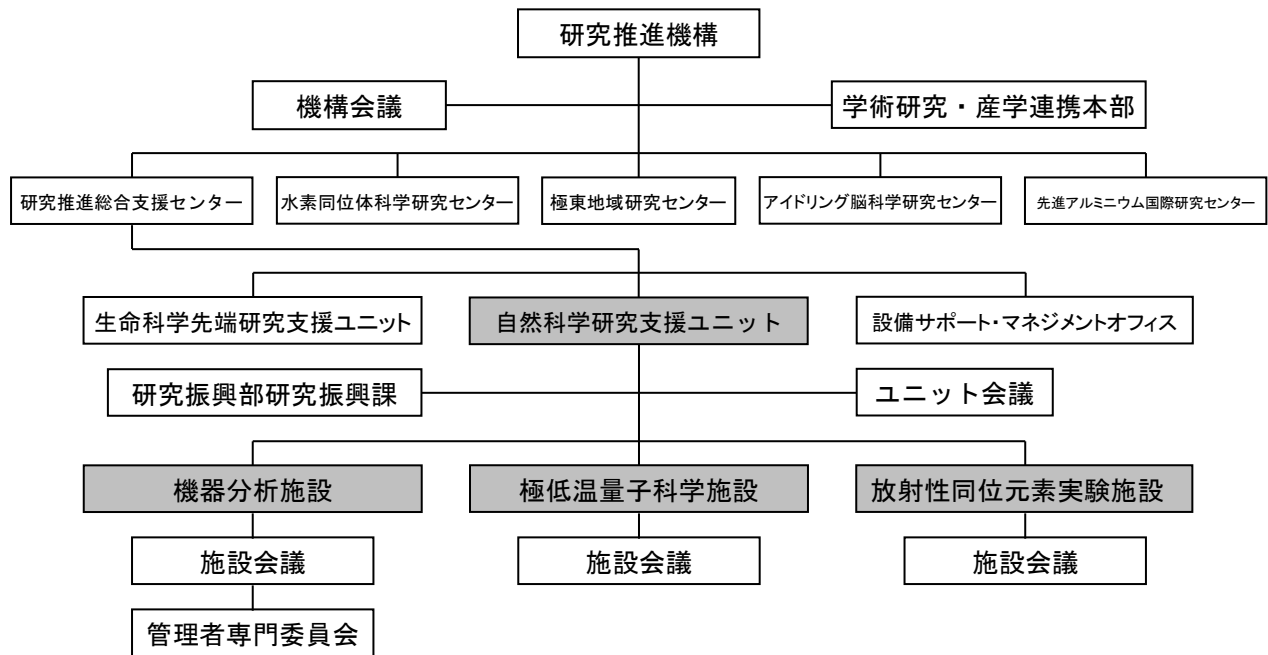 研究推進機構
機構会議
学術研究・産学連携本部
研究推進総合支援センター
水素同位体科学研究センター
極東地域研究センター
アイドリング脳科学研究センター
先進アルミニウム国際研究センター
生命科学先端研究支援ユニット
自然科学研究支援ユニット
設備サポート・マネジメントオフィス
研究振興部研究振興課
ユニット会議
機器分析施設
極低温量子科学施設
放射性同位元素実験施設
施設会議
施設会議
施設会議
管理者専門委員会